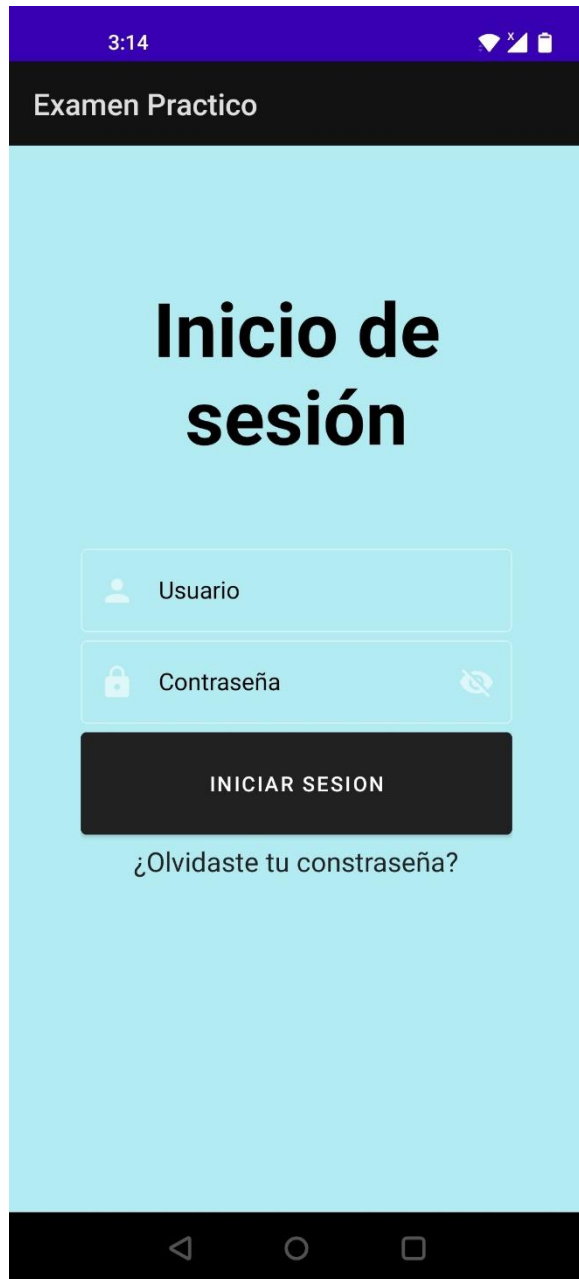 3:14
x
Examen Practico
Inicio de
sesión
Usuario
Contraseña
INICIAR SESION
¿Olvidaste tu constraseña?